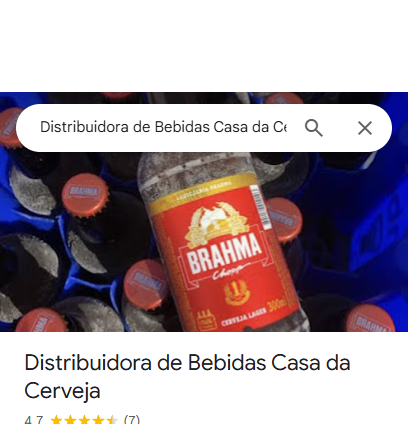 Distribuidora de Bebidas Casa da Ce
BRAHMA
BRAHMA
BRAHMA
Chopp
300ml
CERVEJA LAGER
BRAHMA
BRAHMA
Distribuidora de Bebidas Casa da
Cerveja
4,7 (7)